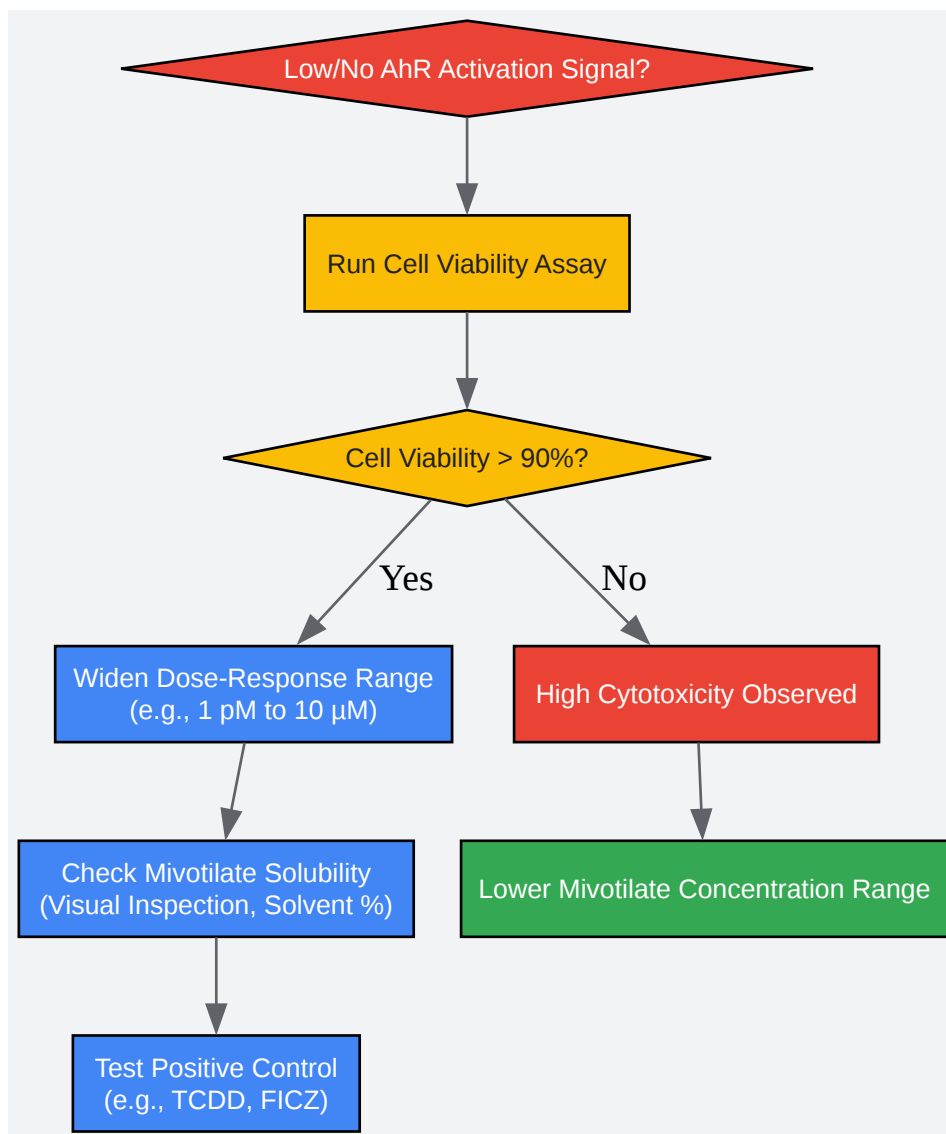 Low/No AhR Activation Signal?
Run Cell Viability Assay
Cell Viability > 90%?
Yes
No
Widen Dose-Response Range
(e.g., 1 pM to 10 µM)
High Cytotoxicity Observed
Check Mivotilate Solubility
(Visual Inspection, Solvent %)
Lower Mivotilate Concentration Range
Test Positive Control
(e.g., TCDD, FICZ)